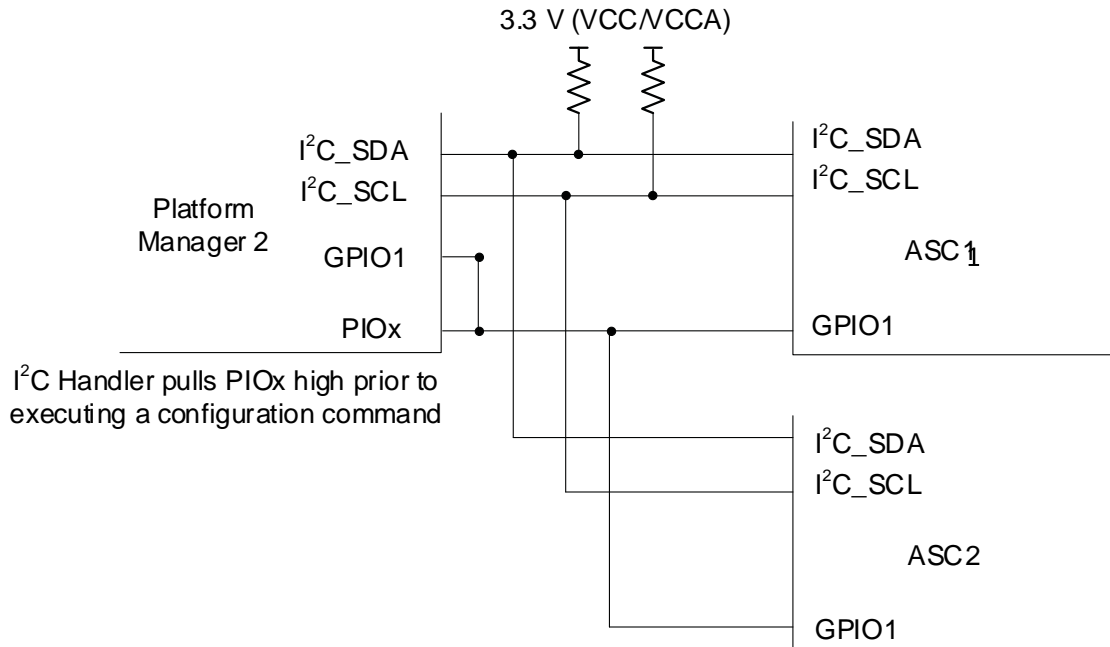 3.3 V (VCC/VCCA)
I²C_SDA
I²C_SCL
Platform
Manager 2
GPIO1
PIOx
I²C Handler pulls PIOx high prior to
executing a configuration command
I²C_SDA
I²C_SCL
ASC1
1
GPIO1
I²C_SDA
I²C_SCL
ASC2
GPIO1